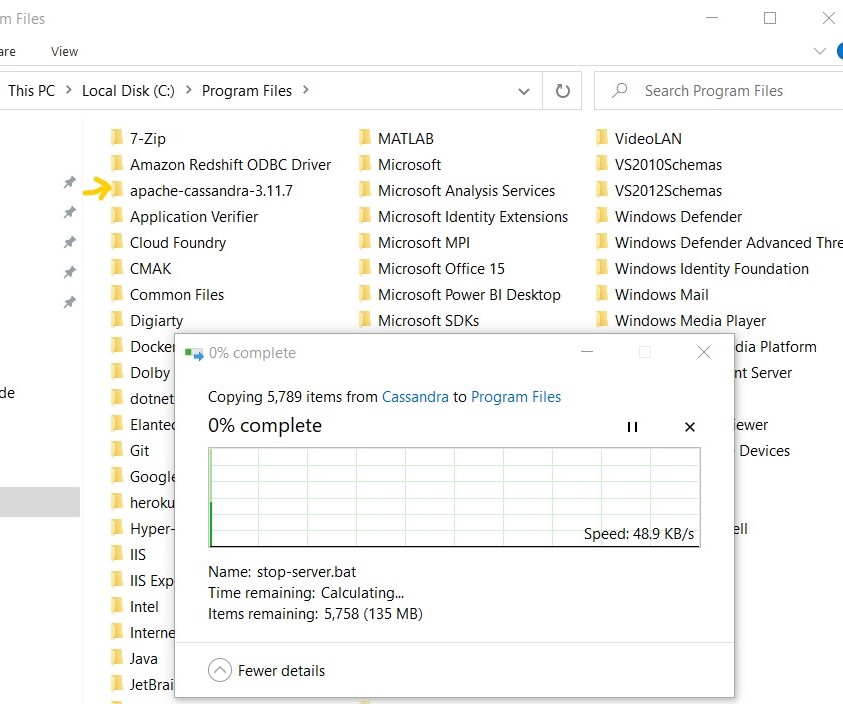 m Files
are
View
This PC > Local Disk (C:) > Program Files >
Search Program Files
7-Zip
Amazon Redshift ODBC Driver
apache-cassandra-3.11.7
Application Verifier
Cloud Foundry
CMAK
Common Files
Digiarty
Docker
Dolby
dotnet
Elantec
Git
Google
heroku
Hyper-
IIS
IIS Exp
Intel
Interne
Java
JetBrai
MATLAB
Microsoft
Microsoft Analysis Services
Microsoft Identity Extensions
Microsoft MPI
Microsoft Office 15
Microsoft Power BI Desktop
Microsoft SDKs
VideoLAN
VS2010Schemas
VS2012Schemas
Windows Defender
Windows Defender Advanced Thre
Windows Identity Foundation
Windows Mail
Windows Media Player
dia Platform
nt Server
ewer
Devices
ell
de
0% complete
Copying 5,789 items from Cassandra to Program Files
0% complete
Speed: 48.9 KB/s
Name: stop-server.bat
Time remaining: Calculating...
Items remaining: 5,758 (135 MB)
Fewer details